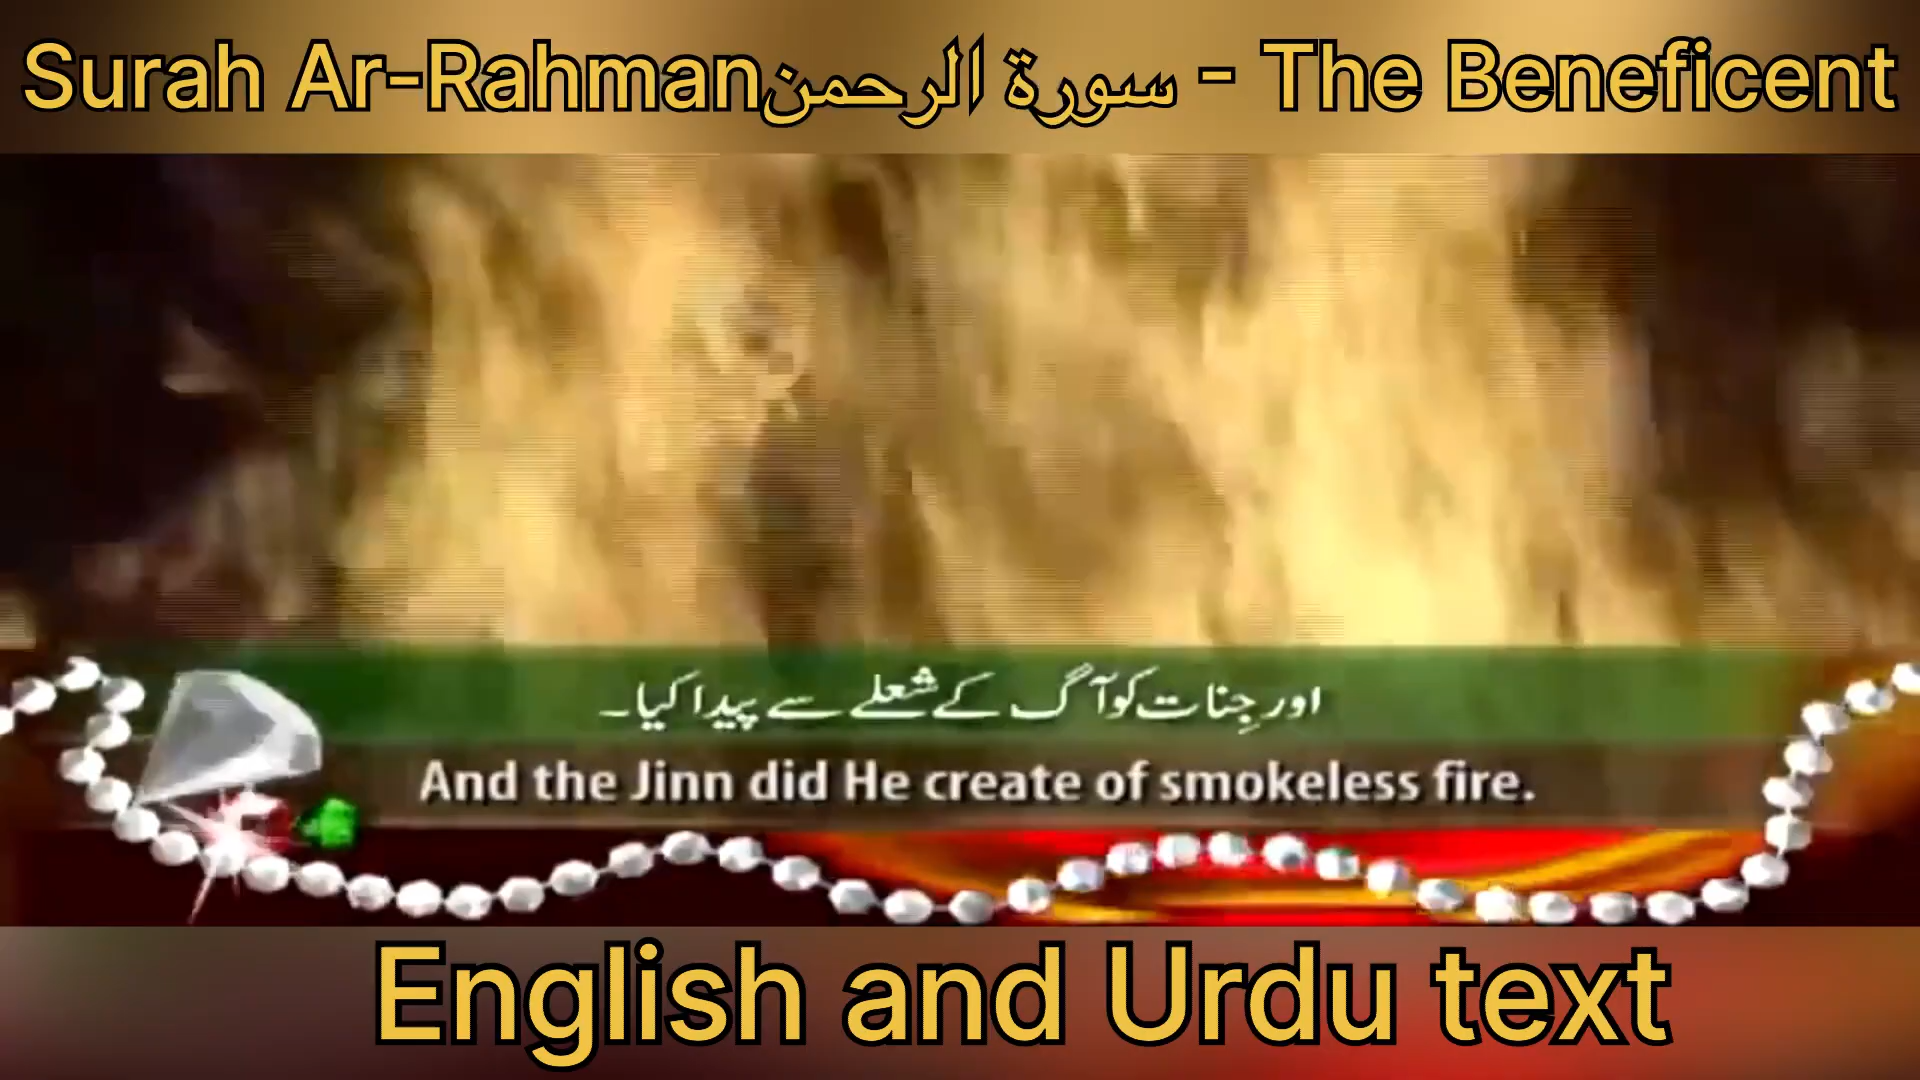 Surah Ar-Rahmanسورة الرحمن - The Beneficent
اور جِنات کو آگ کے شعلے سے پیدا کیا۔
And the Jinn did He create of smokeless fire.
English and Urdu text